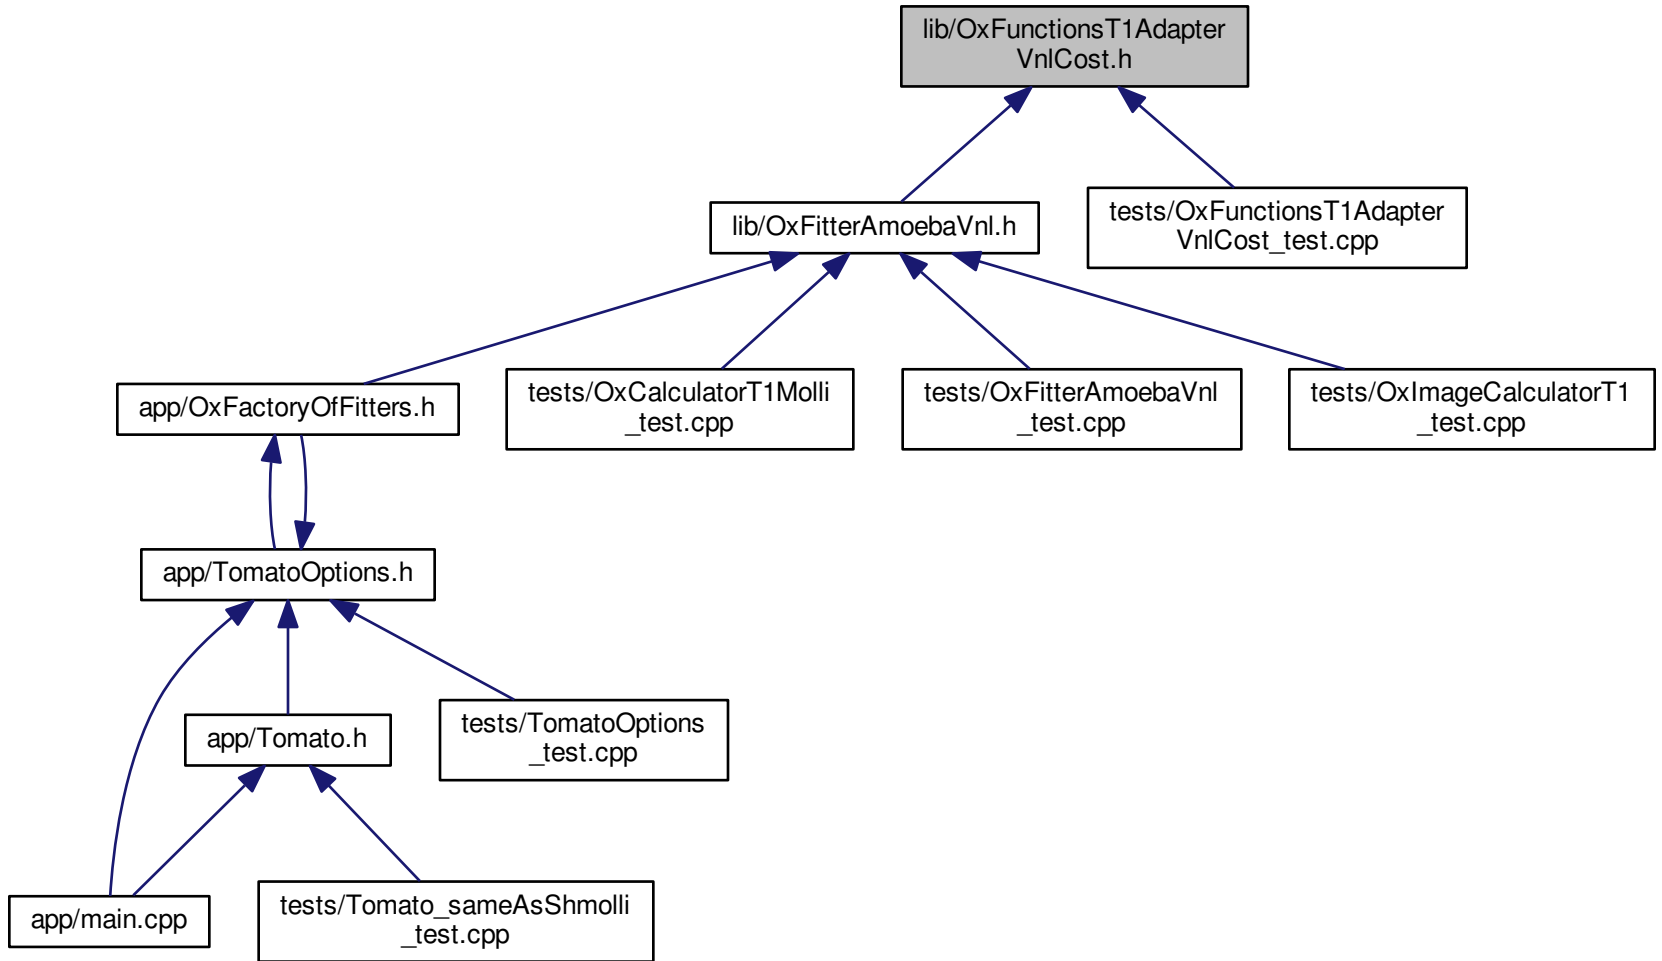 lib/OxFunctionsT1Adapter
VnlCost.h
lib/OxFitterAmoebaVnl.h
tests/OxFunctionsT1Adapter
VnlCost_test.cpp
app/OxFactoryOfFitters.h
tests/OxCalculatorT1Molli
_test.cpp
tests/OxFitterAmoebaVnl
_test.cpp
tests/OxImageCalculatorT1
_test.cpp
app/TomatoOptions.h
app/Tomato.h
tests/TomatoOptions
_test.cpp
app/main.cpp
tests/Tomato_sameAsShmolli
_test.cpp